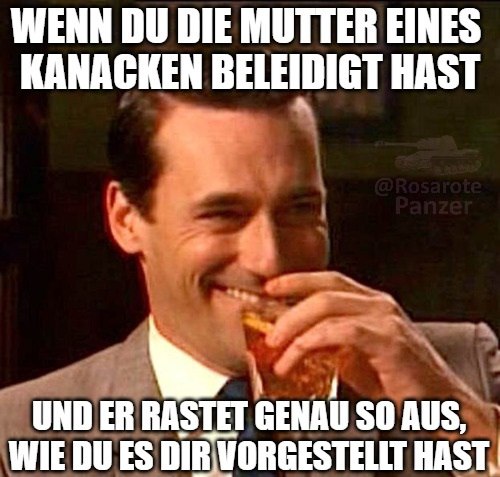 WENN DU DIE MUTTER EINES
KANACKEN BELEIDIGT HAST
@Rosarote
Panzer
UND ER RASTET GENAU SO AUS,
WIE DU ES DIR VORGESTELLT HAST